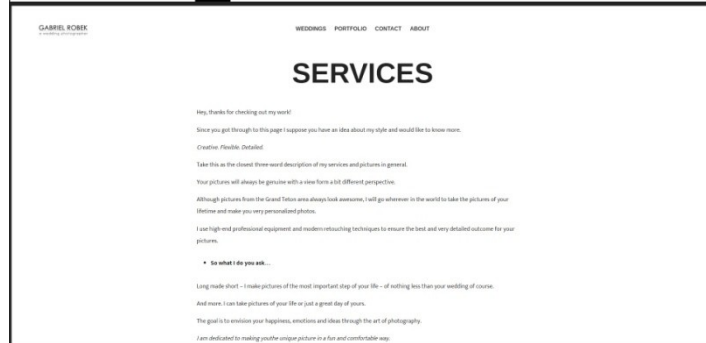 GABRIEL ROBEK
a wedding photographer
WEDDINGS PORTFOLIO CONTACT ABOUT
SERVICES
Hey, thanks for checking out my work!
Since you got through to this page I suppose you have an idea about my style and would like to know more.
Creative. Flexible. Detailed.
Take this as the closest three-word description of my services and pictures in general.
Your pictures will always be genuine with a view form a bit different perspective.
Although pictures from the Grand Teton area always look awesome, I will go wherever in the world to take the pictures of your
lifetime and make you very personalized photos.
I use high-end professional equipment and modern retouching techniques to ensure the best and very detailed outcome for your
pictures.
• So what I do you ask…
Long made short – I make pictures of the most important step of your life – of nothing less than your wedding of course.
And more. I can take pictures of your life or just a great day of yours.
The goal is to envision your happiness, emotions and ideas through the art of photography.
I am dedicated to making youthe unique picture in a fun and comfortable way.